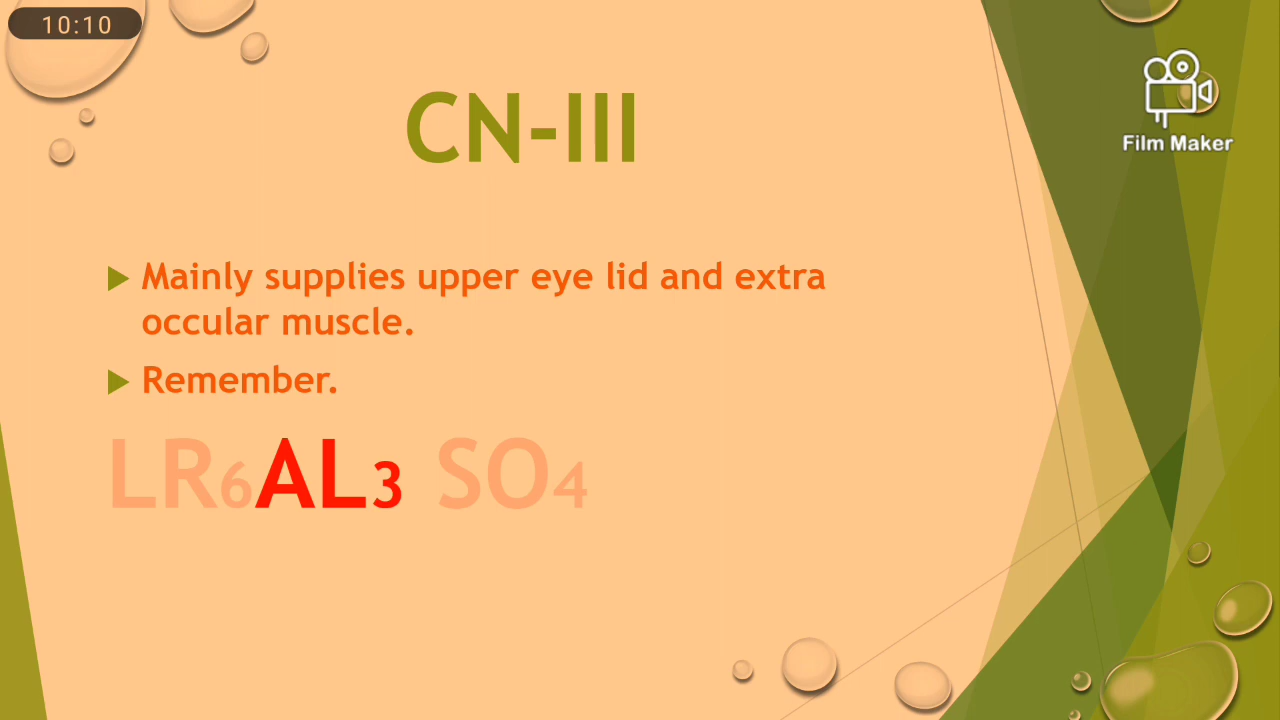 10:10
Film Maker
CN-III
Mainly supplies upper eye lid and extra
occular muscle.
Remember.
LR6AL3 SO4